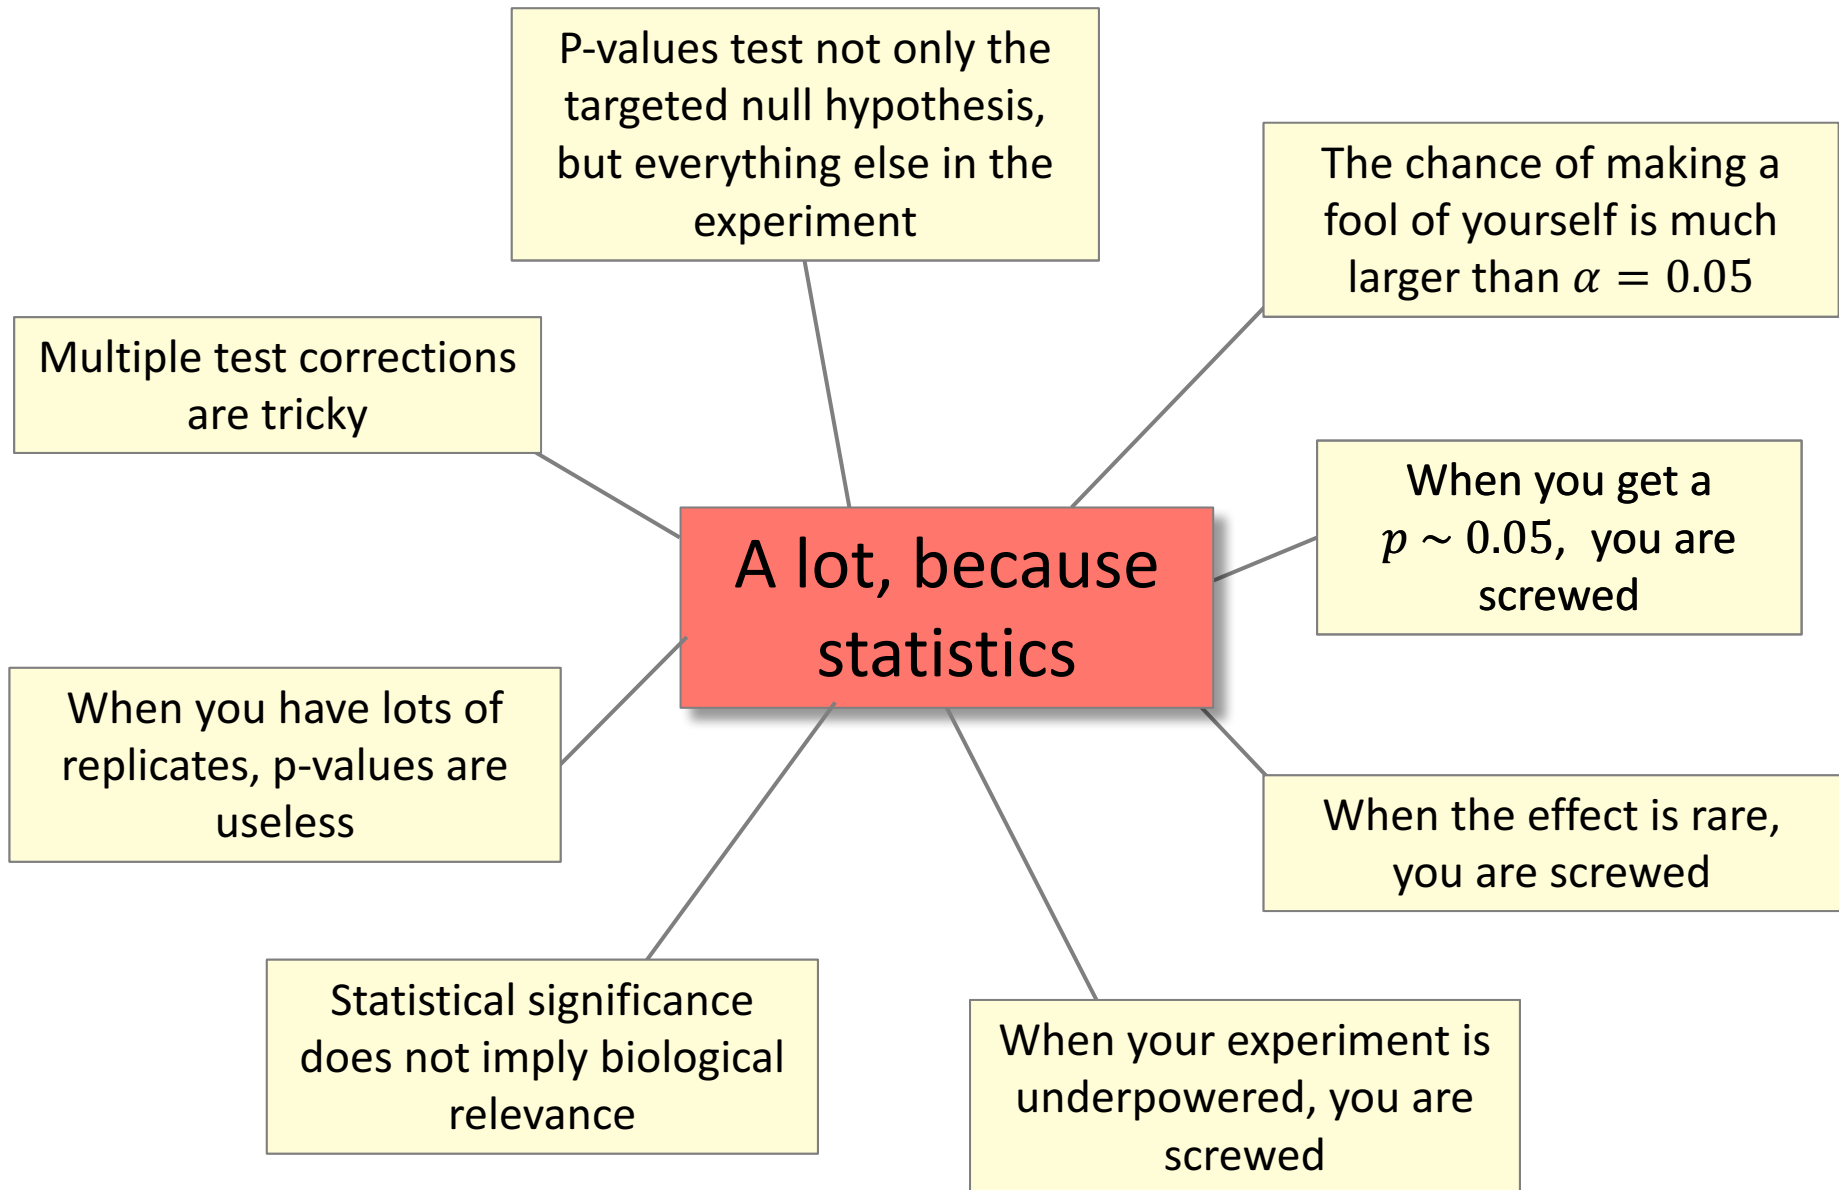 P-values test not only the
targeted null hypothesis,
but everything else in the
experiment
The chance of making a
fool of yourself is much
larger than α = 0.05
Multiple test corrections
are tricky
When you get a
p ~ 0.05, you are
screwed
A lot, because
statistics
When you have lots of
replicates, p-values are
useless
When the effect is rare,
you are screwed
Statistical significance
does not imply biological
relevance
When your experiment is
underpowered, you are
screwed